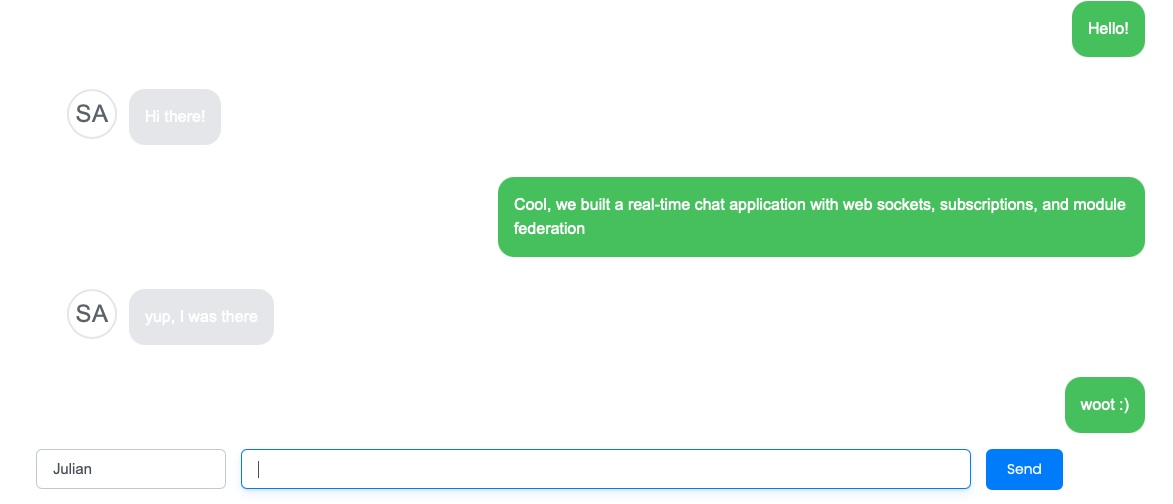 Hello!
SA
Hi there!
Cool, we built a real-time chat application with web sockets, subscriptions, and module
federation
SA
yup, I was there
woot :)
Julian
Send